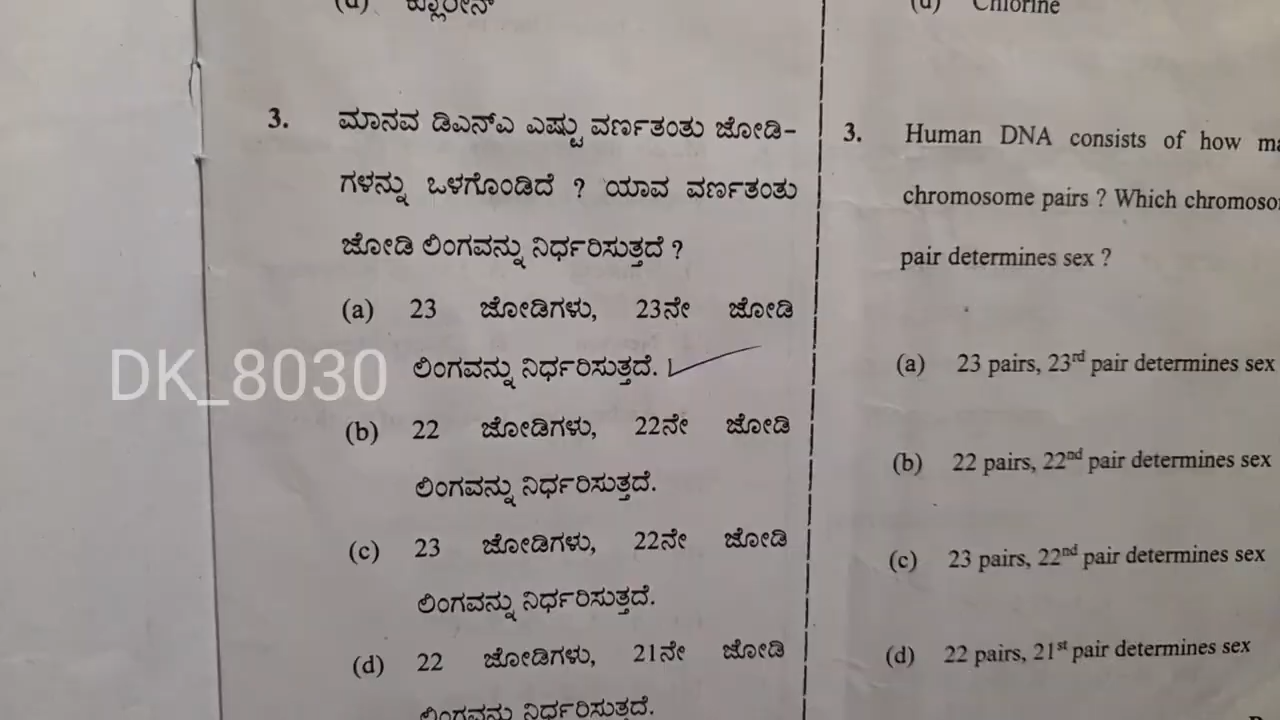 (d) ಕ್ಲೋರೀನ್
3. ಮಾನವ ಡಿಎನ್ಎ ಎಷ್ಟು ವರ್ಣತಂತು ಜೋಡಿ-
ಗಳನ್ನು ಒಳಗೊಂಡಿದೆ ? ಯಾವ ವರ್ಣತಂತು
ಜೋಡಿ ಲಿಂಗವನ್ನು ನಿರ್ಧರಿಸುತ್ತದೆ ?
(a) 23 ಜೋಡಿಗಳು, 23ನೇ ಜೋಡಿ
ಲಿಂಗವನ್ನು ನಿರ್ಧರಿಸುತ್ತದೆ.
(b) 22 ಜೋಡಿಗಳು, 22ನೇ ಜೋಡಿ
ಲಿಂಗವನ್ನು ನಿರ್ಧರಿಸುತ್ತದೆ.
(c) 23 ಜೋಡಿಗಳು, 22ನೇ ಜೋಡಿ
ಲಿಂಗವನ್ನು ನಿರ್ಧರಿಸುತ್ತದೆ.
(d) 22 ಜೋಡಿಗಳು, 21ನೇ ಜೋಡಿ
ಲಿಂಗವನ್ನು ನಿರ್ಧರಿಸುತ್ತದೆ.
DK_8030
(d) Chlorine
3. Human DNA consists of how
chromosome pairs ? Which
pair determines sex ?
(a) 23 pairs, 23rd pair determines sex
(b) 22 pairs, 22nd pair determines sex
(c) 23 pairs, 22nd pair determines sex
(d) 22 pairs, 21st pair determines sex